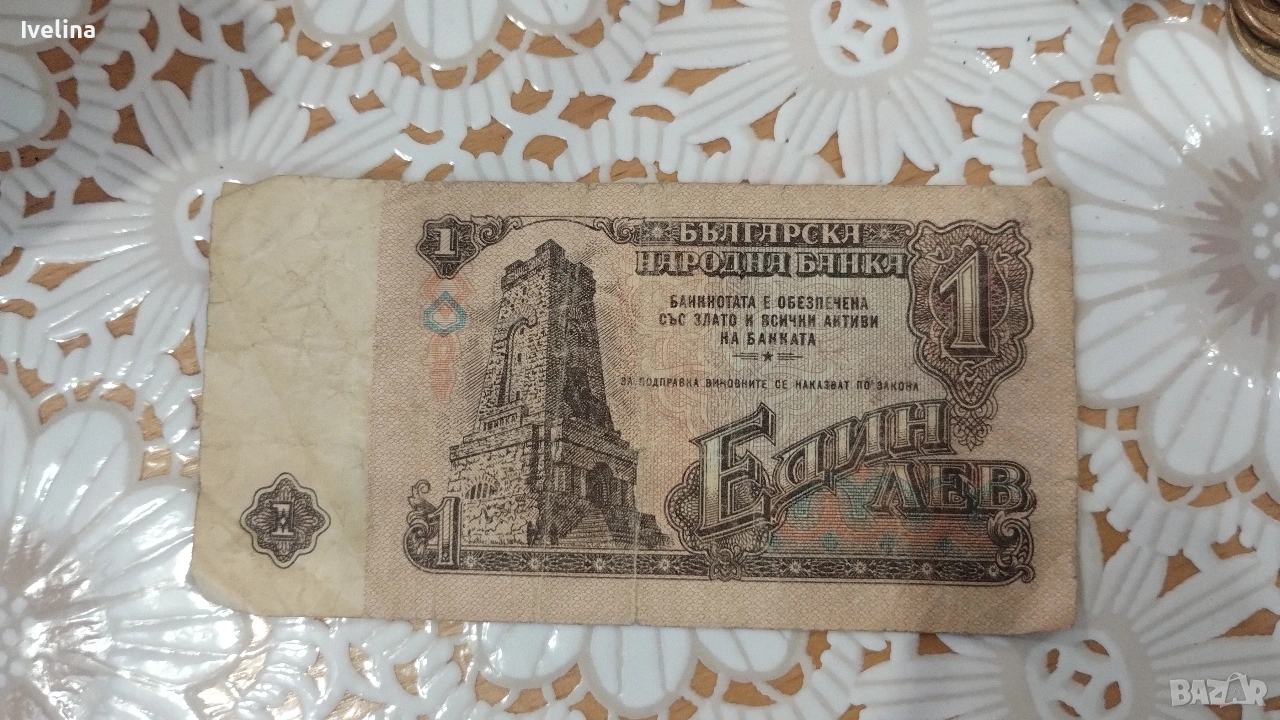 Ivelina
1
БЪЛГАРСКА
НАРОДНА БАНКА
1
БАНКНОТАТА Е ОБЕЗПЕЧЕНА
СЪС ЗЛАТО И ВСИЧКИ АКТИВИ
НА БАНКАТА
ЗА ПОДПРАВКА ВИНОВНИТЕ СЕ НАКАЗВАТ ПО ЗАКОНА
ЕДИН
ЛЕВ
1
BAZAR